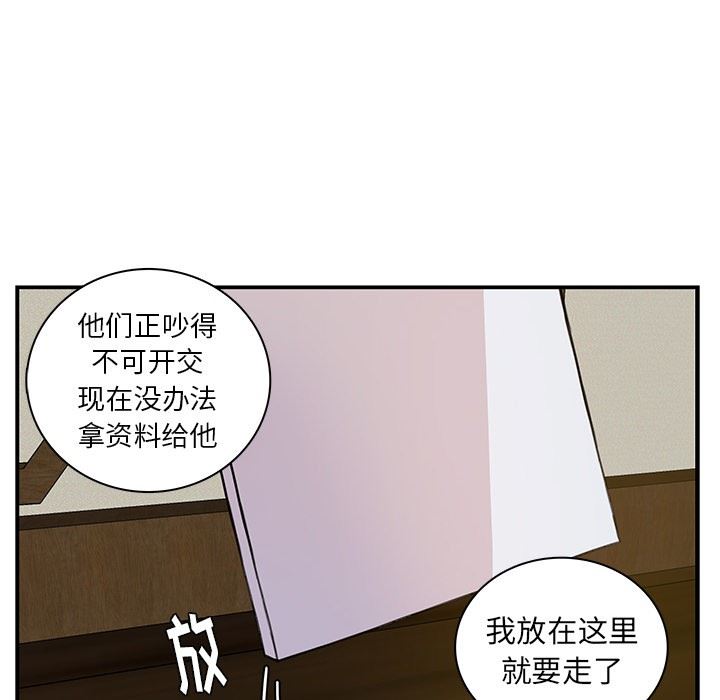 他们正吵得
不可开交
现在没办法
拿资料给他
放
我放在这里
就要走了